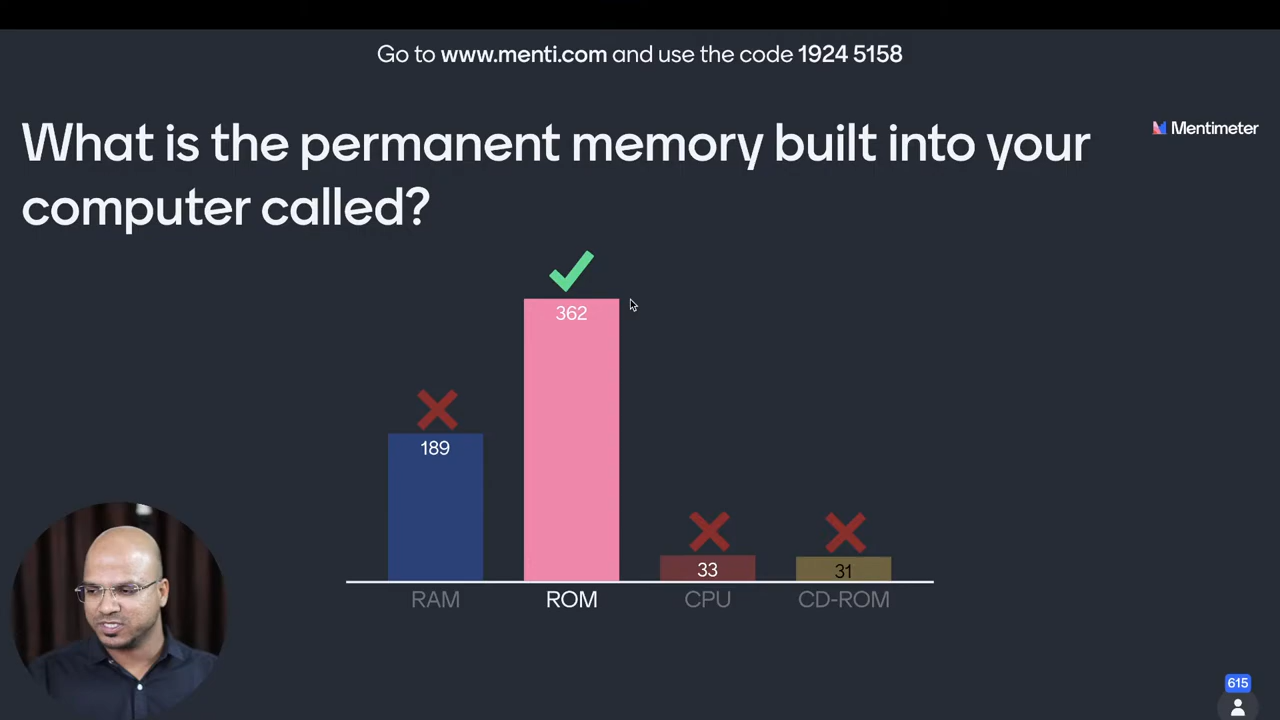 Go to www.menti.com and use the code 1924 5158
What is the permanent memory built into your
computer called?
Mentimeter
362
189
33
31
RAM
ROM
CPU
CD-ROM
615